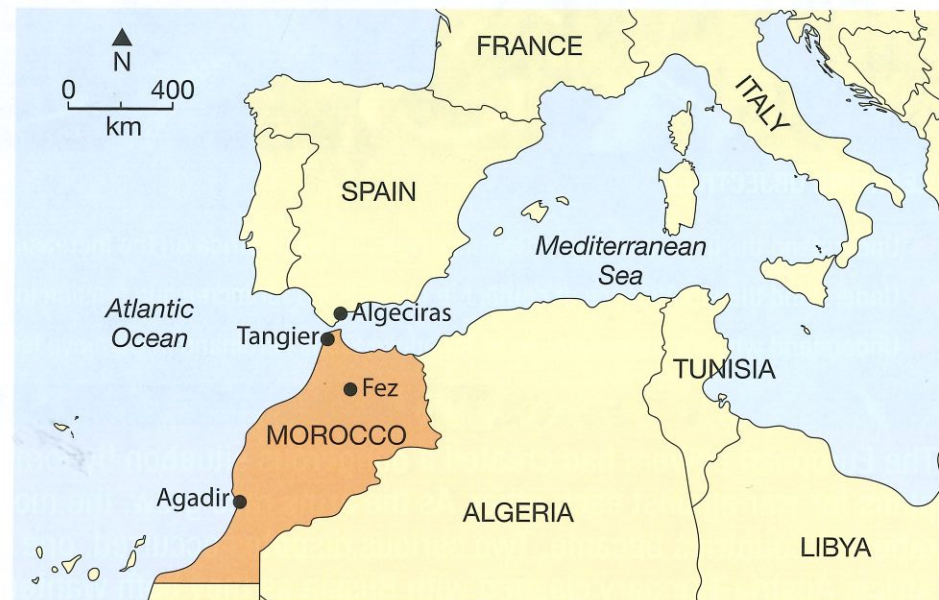 N
0 400
km
FRANCE
ITALY
SPAIN
Mediterranean
Sea
Atlantic
Ocean
Algeciras
Tangier
TUNISIA
Fez
MOROCCO
Agadir
ALGERIA
LIBYA